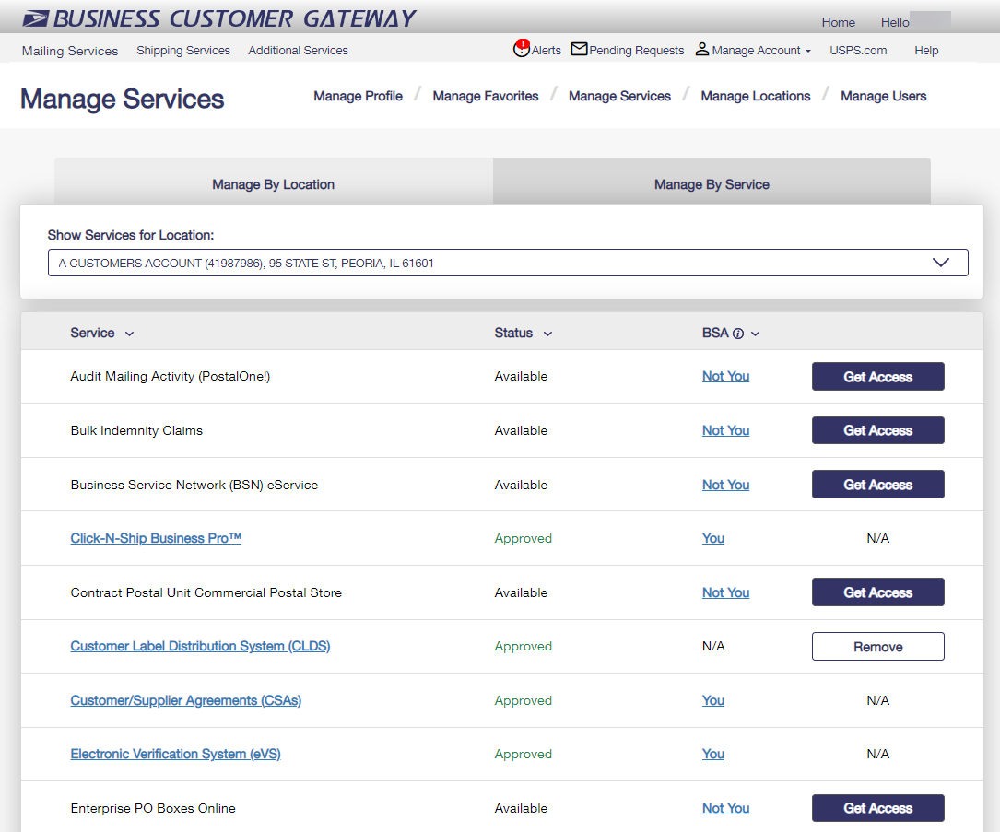 BUSINESS CUSTOMER GATEWAY
Home Hello
Mailing Services Shipping Services Additional Services ! Alerts Pending Requests Manage Account USPS.com Help
Manage Services Manage Profile / Manage Favorites / Manage Services / Manage Locations / Manage Users
Manage By Location Manage By Service
Show Services for Location:
A CUSTOMERS ACCOUNT (41987986), 95 STATE ST, PEORIA, IL 61601
Service Status BSA i
Audit Mailing Activity (PostalOne!) Available Not You Get Access
Bulk Indemnity Claims Available Not You Get Access
Business Service Network (BSN) eService Available Not You Get Access
Click-N-Ship Business Pro™ Approved You N/A
Contract Postal Unit Commercial Postal Store Available Not You Get Access
Customer Label Distribution System (CLDS) Approved N/A Remove
Customer/Supplier Agreements (CSAs) Approved You N/A
Electronic Verification System (eVS) Approved You N/A
Enterprise PO Boxes Online Available Not You Get Access